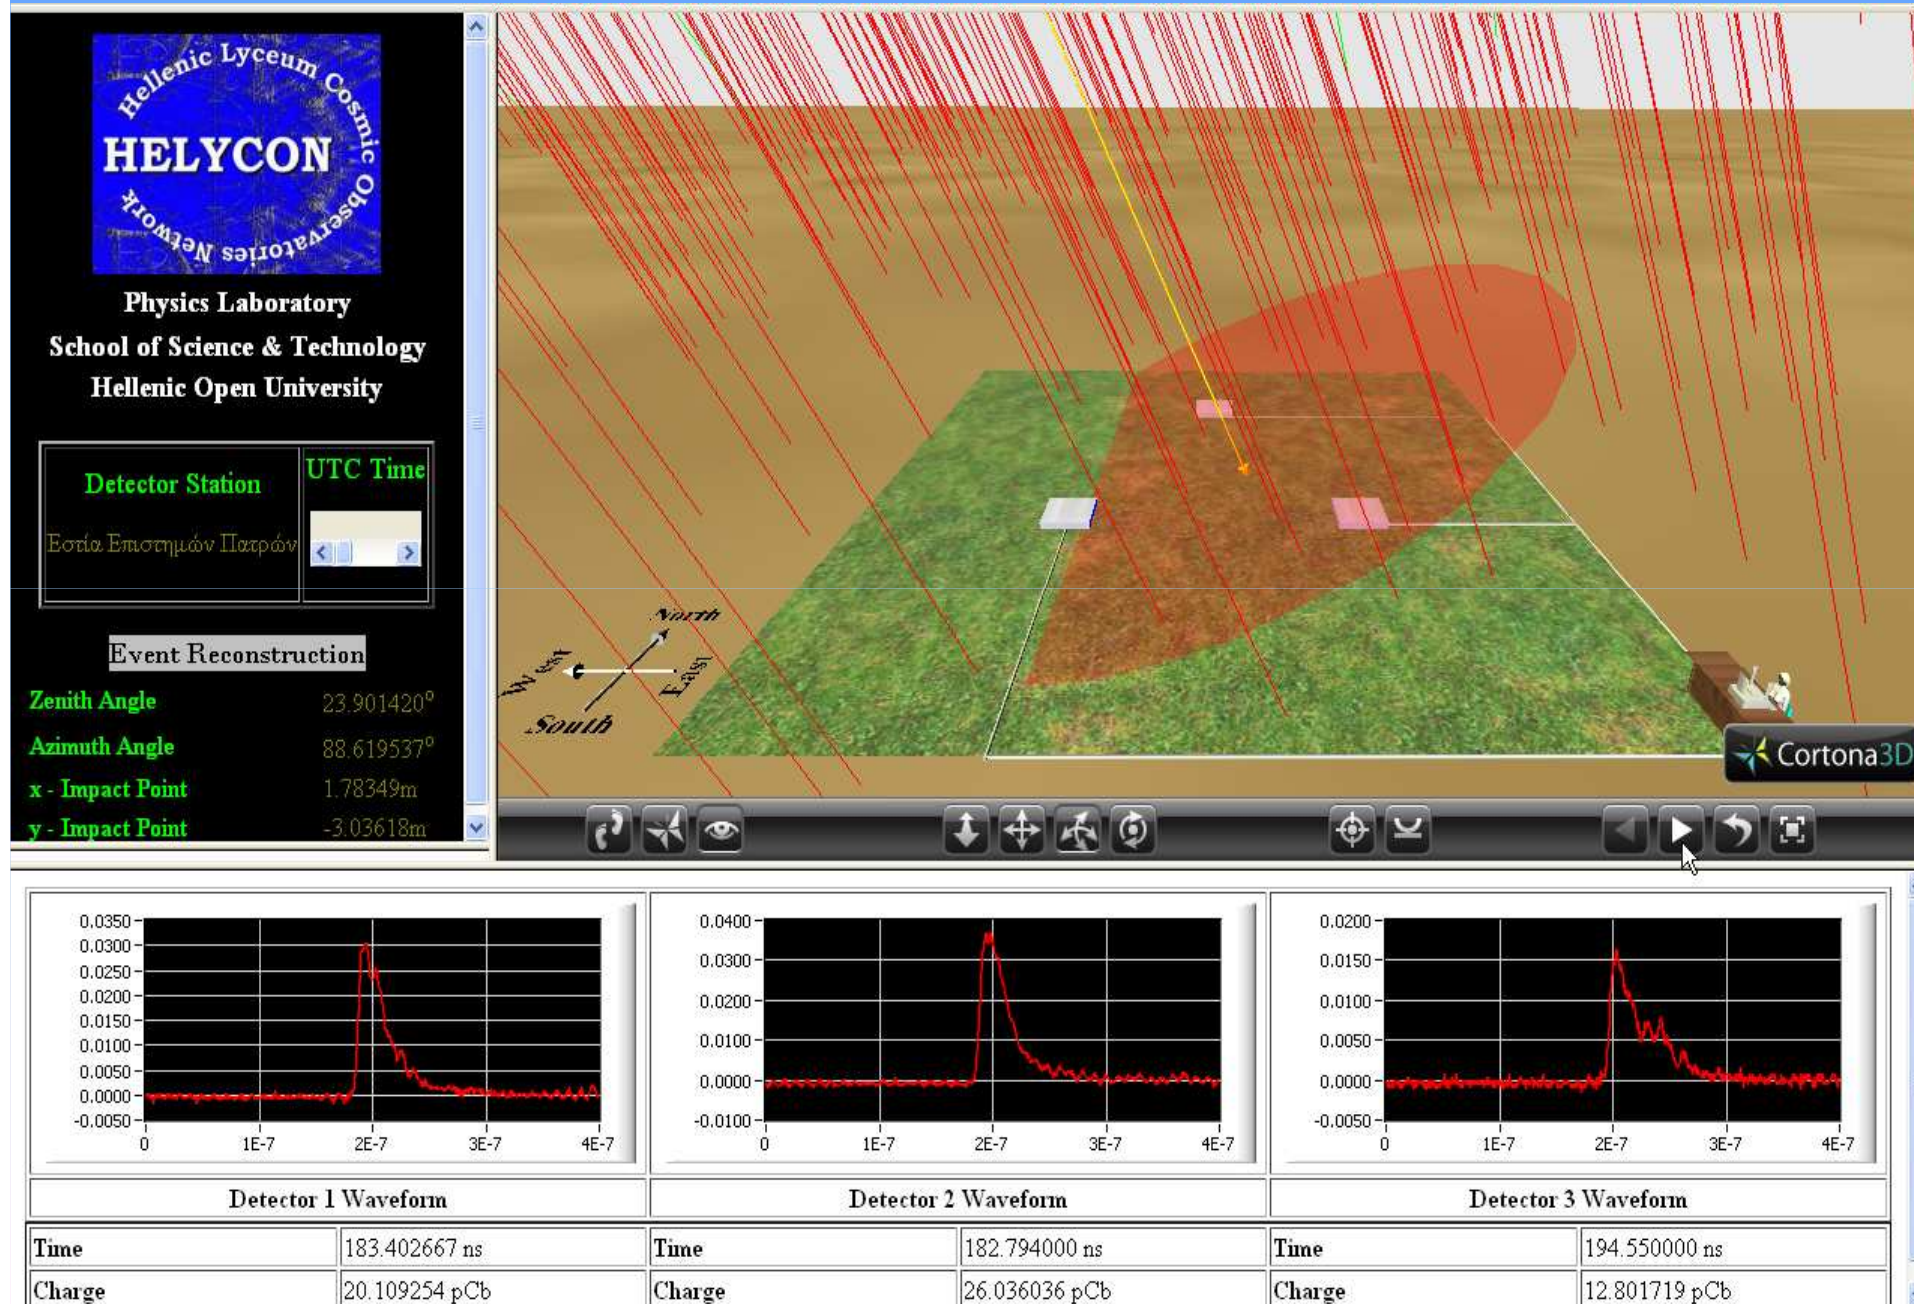 Hellenic Lyceum Cosmic
Observatories Network
HELYCON
Physics Laboratory
School of Science & Technology
Hellenic Open University
Detector Station
UTC Time
Εστία Επιστημών Πατρών
Event Reconstruction
Zenith Angle 23.901420º
Azimuth Angle 88.619537º
x - Impact Point 1.78349m
y - Impact Point -3.03618m
North
West
East
South
Cortona3D
0.0350
0.0300
0.0250
0.0200
0.0150
0.0100
0.0050
0.0000
-0.0050
0 1E-7 2E-7 3E-7 4E-7
0.0400
0.0300
0.0200
0.0100
0.0000
-0.0100
0 1E-7 2E-7 3E-7 4E-7
0.0200
0.0150
0.0100
0.0050
0.0000
-0.0050
0 1E-7 2E-7 3E-7 4E-7
Detector 1 Waveform Detector 2 Waveform Detector 3 Waveform
Time 183.402667 ns Time 182.794000 ns Time 194.550000 ns
Charge 20.109254 pCb Charge 26.036036 pCb Charge 12.801719 pCb